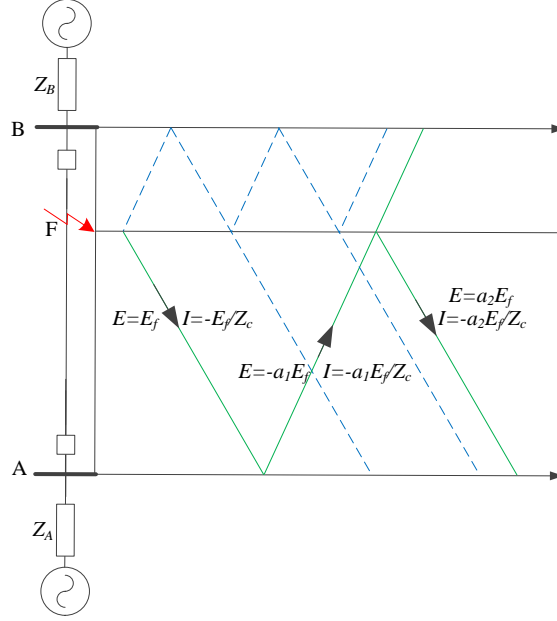 Z_B
B
F
E=a_2E_f
E=E_f I=-E_f/Z_c
I=-a_2E_f/Z_c
E=-a_1E_f I=-a_1E_f/Z_c
A
Z_A